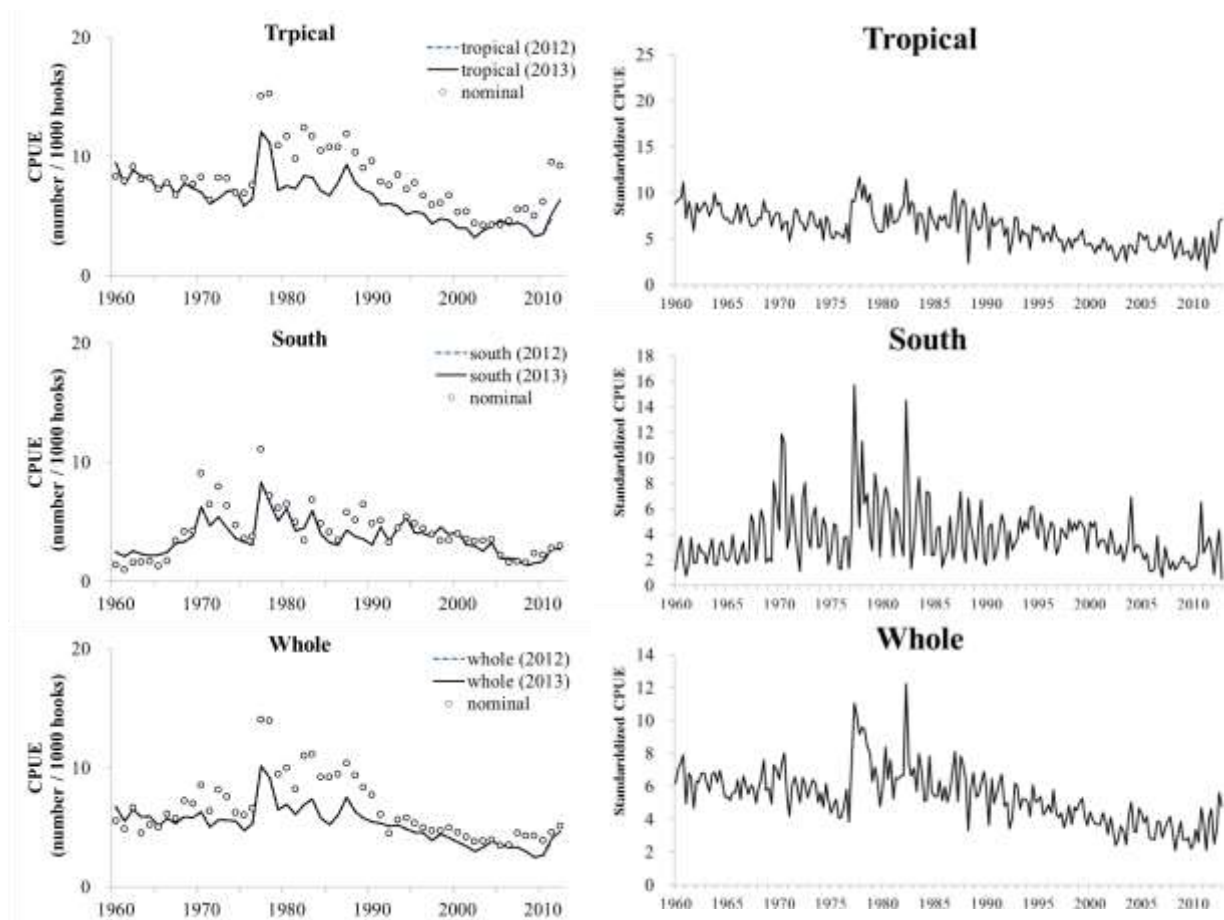 Trpical
20
10
0
CPUE
(number / 1000 hooks)
tropical (2012)
tropical (2013)
nominal
1960 1970 1980 1990 2000 2010
Tropical
25
20
15
10
5
0
Standarddized CPUE
1960 1965 1970 1975 1980 1985 1990 1995 2000 2005 2010
South
20
10
0
CPUE
(number / 1000 hooks)
south (2012)
south (2013)
nominal
1960 1970 1980 1990 2000 2010
South
18
16
14
12
10
8
6
4
2
0
Standarddized CPUE
1960 1965 1970 1975 1980 1985 1990 1995 2000 2005 2010
Whole
20
10
0
CPUE
(number / 1000 hooks)
whole (2012)
whole (2013)
nominal
1960 1970 1980 1990 2000 2010
Whole
14
12
10
8
6
4
2
0
Standarddized CPUE
1960 1965 1970 1975 1980 1985 1990 1995 2000 2005 2010